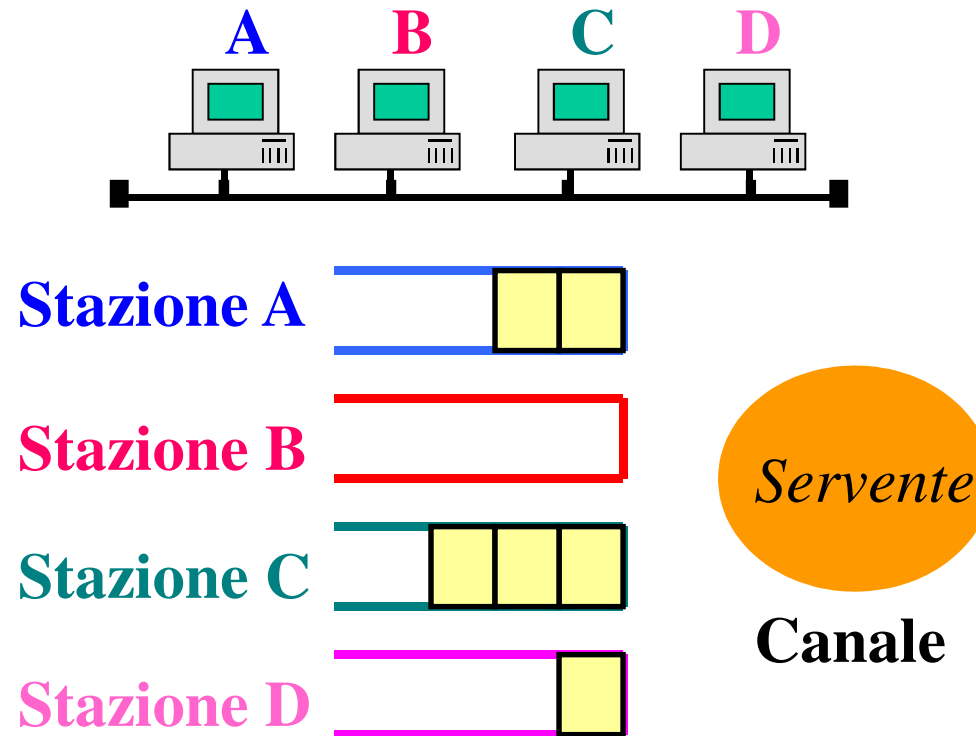 A B C D
Stazione A
Stazione B
Servente
Stazione C
Canale
Stazione D